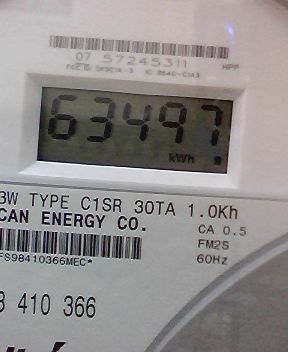 07 57245311
HPP
63497
kWh
3W TYPE C1SR 30TA 1.0Kh
CAN ENERGY CO.
CA 0.5
FM2S
60Hz
FS98410366MEC*
3 410 366